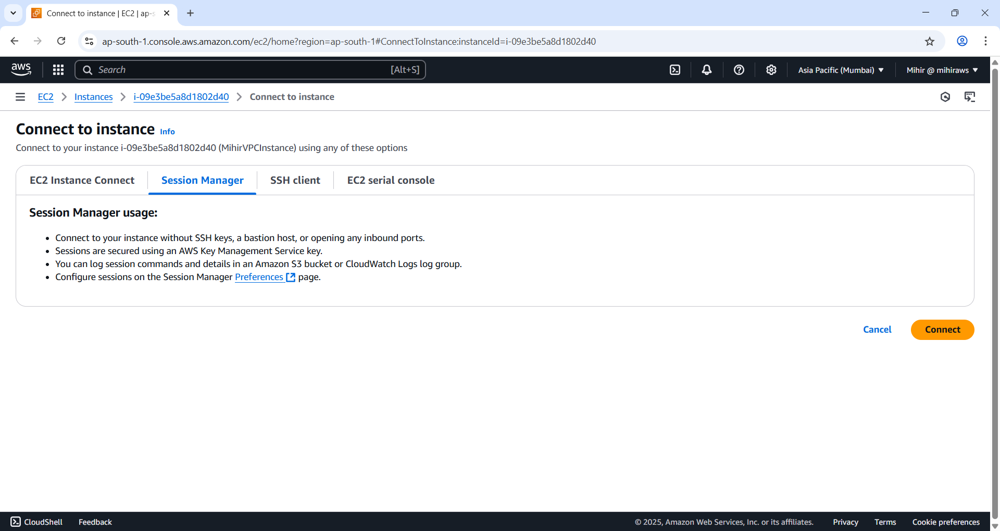 Connect to instance | EC2 | ap-s
ap-south-1.console.aws.amazon.com/ec2/home?region=ap-south-1#ConnectToInstance:instanceId=i-09e3be5a8d1802d40
aws Search [Alt+S] Asia Pacific (Mumbai) Mihir @ mihiraws
EC2 Instances i-09e3be5a8d1802d40 Connect to instance
Connect to instance Info
Connect to your instance i-09e3be5a8d1802d40 (MihirVPCInstance) using any of these options
EC2 Instance Connect Session Manager SSH client EC2 serial console
Session Manager usage:
• Connect to your instance without SSH keys, a bastion host, or opening any inbound ports.
• Sessions are secured using an AWS Key Management Service key.
• You can log session commands and details in an Amazon S3 bucket or CloudWatch Logs log group.
• Configure sessions on the Session Manager Preferences page.
Cancel Connect
CloudShell Feedback © 2025, Amazon Web Services, Inc. or its affiliates. Privacy Terms Cookie preferences